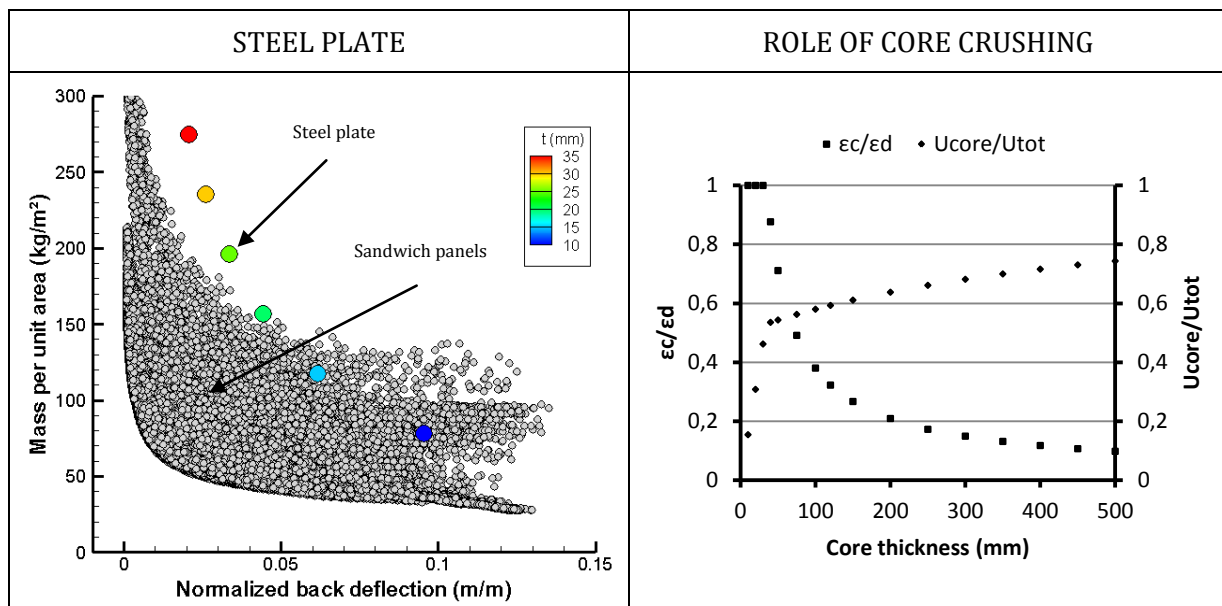 STEEL PLATE
Mass per unit area (kg/m²)
300
250
200
150
100
50
0
Steel plate
Sandwich panels
t (mm)
35
30
25
20
15
10
0
0.05
0.1
0.15
Normalized back deflection (m/m)
ROLE OF CORE CRUSHING
εc/εd Ucore/Utot
εc/εd
1
0,8
0,6
0,4
0,2
0
1
0,8
0,6
0,4
0,2
0
Ucore/Utot
0 100 200 300 400 500
Core thickness (mm)